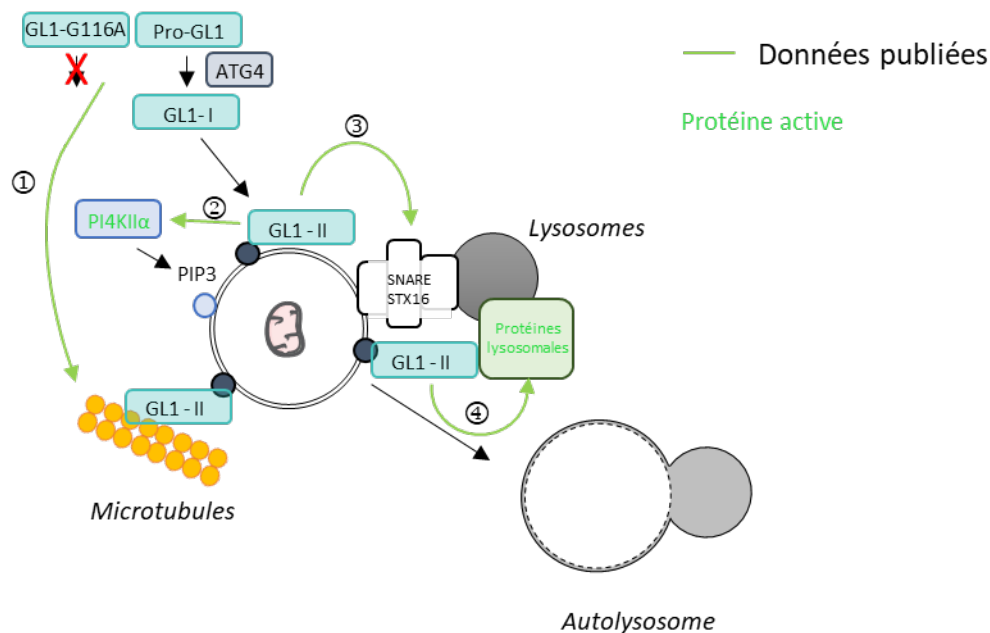 GL1-G116A
Pro-GL1
Données publiées
ATG4
GL1- I
Protéine active
③
①
②
PI4KIIα
GL1 - II
Lysosomes
PIP3
SNARE
STX16
Protéines
lysosomales
GL1 - II
GL1 - II
④
Microtubules
Autolysosome